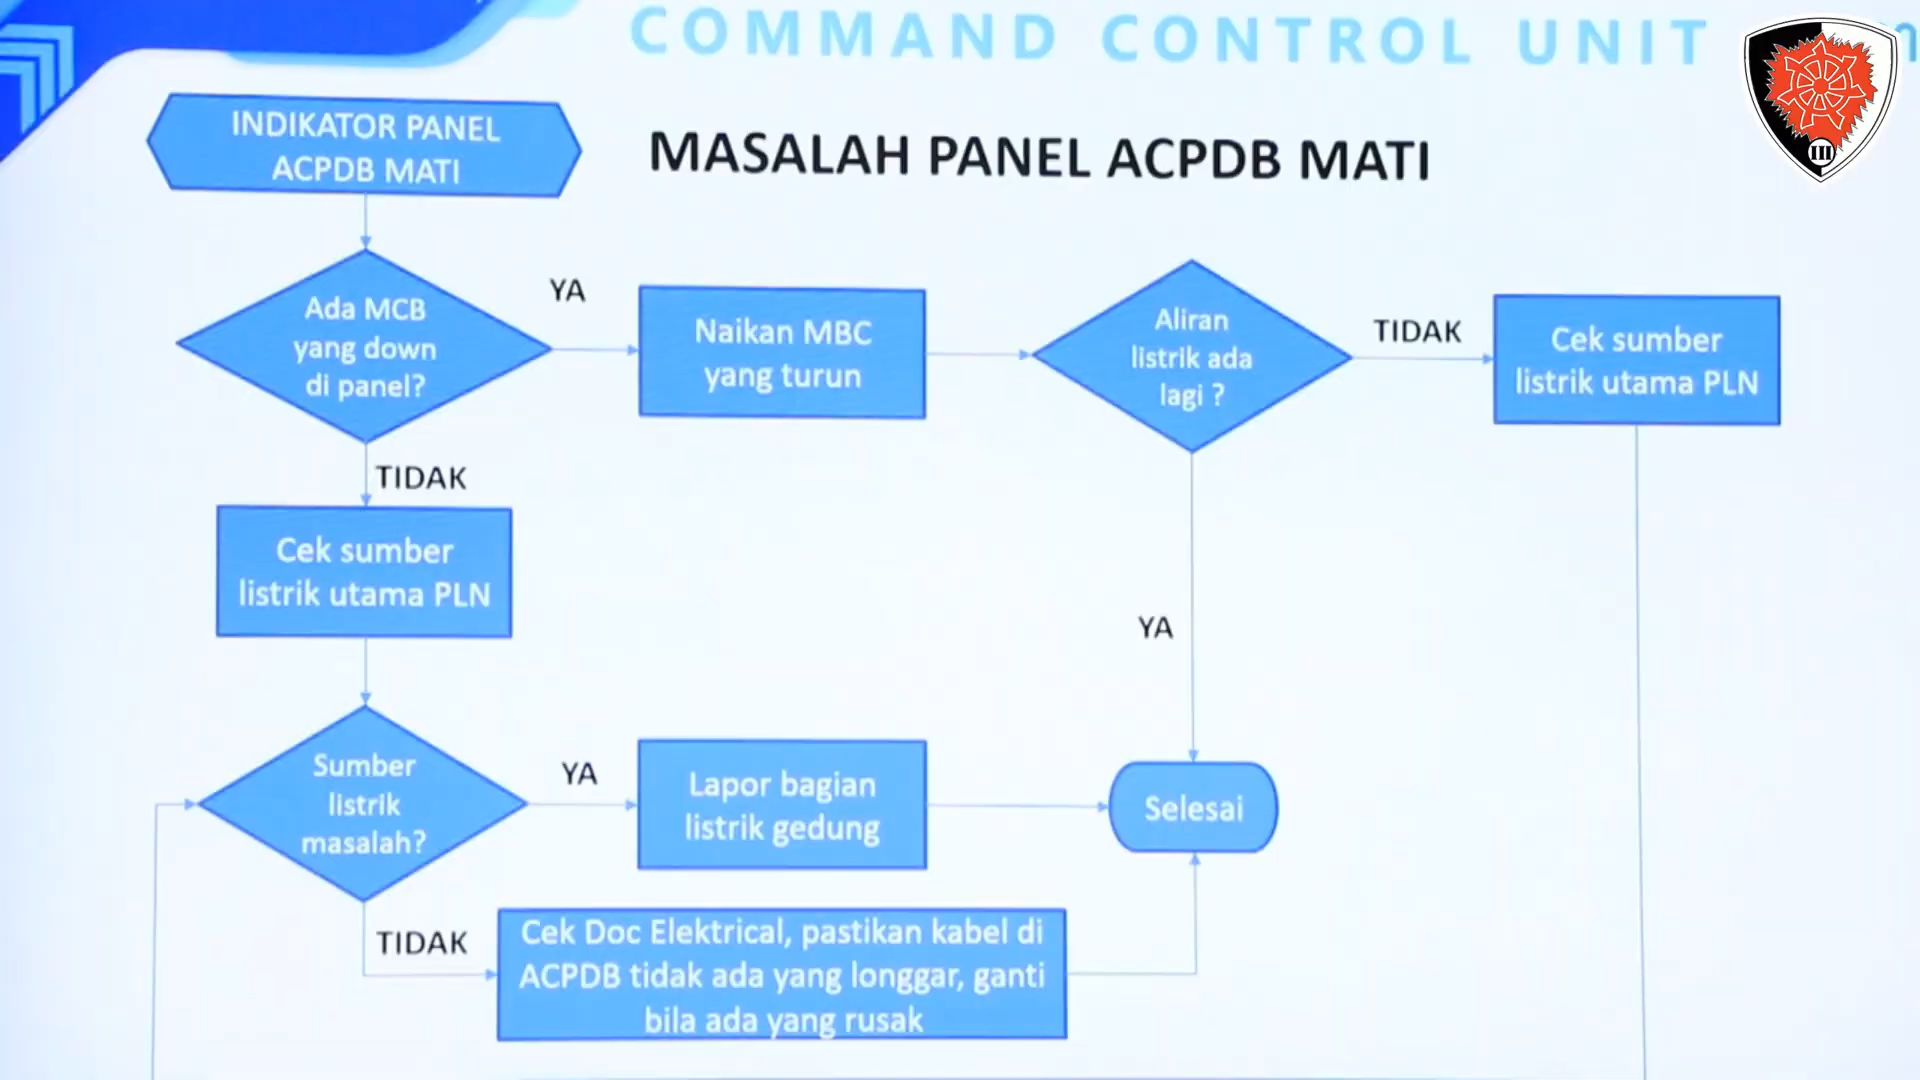 COMMAND CONTROL UNIT
INDIKATOR PANEL
ACPDB MATI
MASALAH PANEL ACPDB MATI
III
Ada MCB
yang down
di panel?
YA
Naikan MBC
yang turun
Aliran
listrik ada
lagi ?
TIDAK
Cek sumber
listrik utama PLN
TIDAK
Cek sumber
listrik utama PLN
YA
Sumber
listrik
masalah?
YA
Lapor bagian
listrik gedung
Selesai
TIDAK
Cek Doc Elektrical, pastikan kabel di
ACPDB tidak ada yang longgar, ganti
bila ada yang rusak